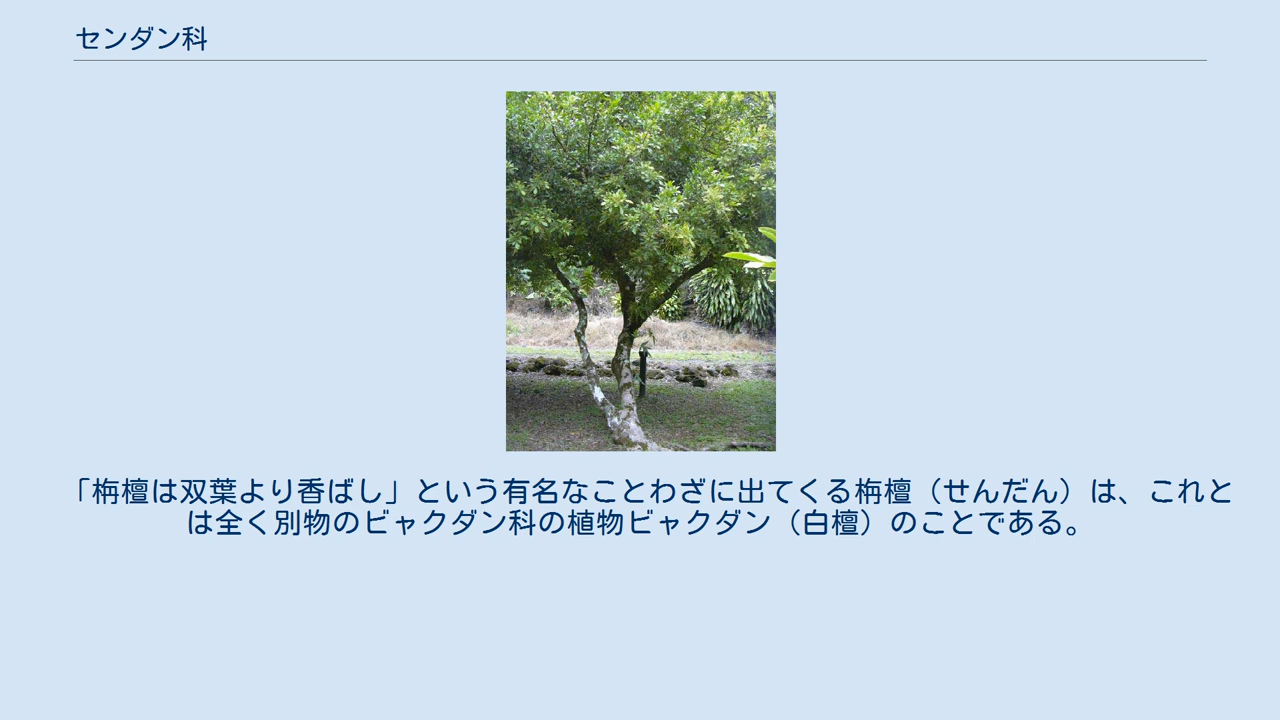 センダン科
「栴檀は双葉より香ばし」という有名なことわざに出てくる栴檀（せんだん）は、これと
は全く別物のビャクダン科の植物ビャクダン（白檀）のことである。